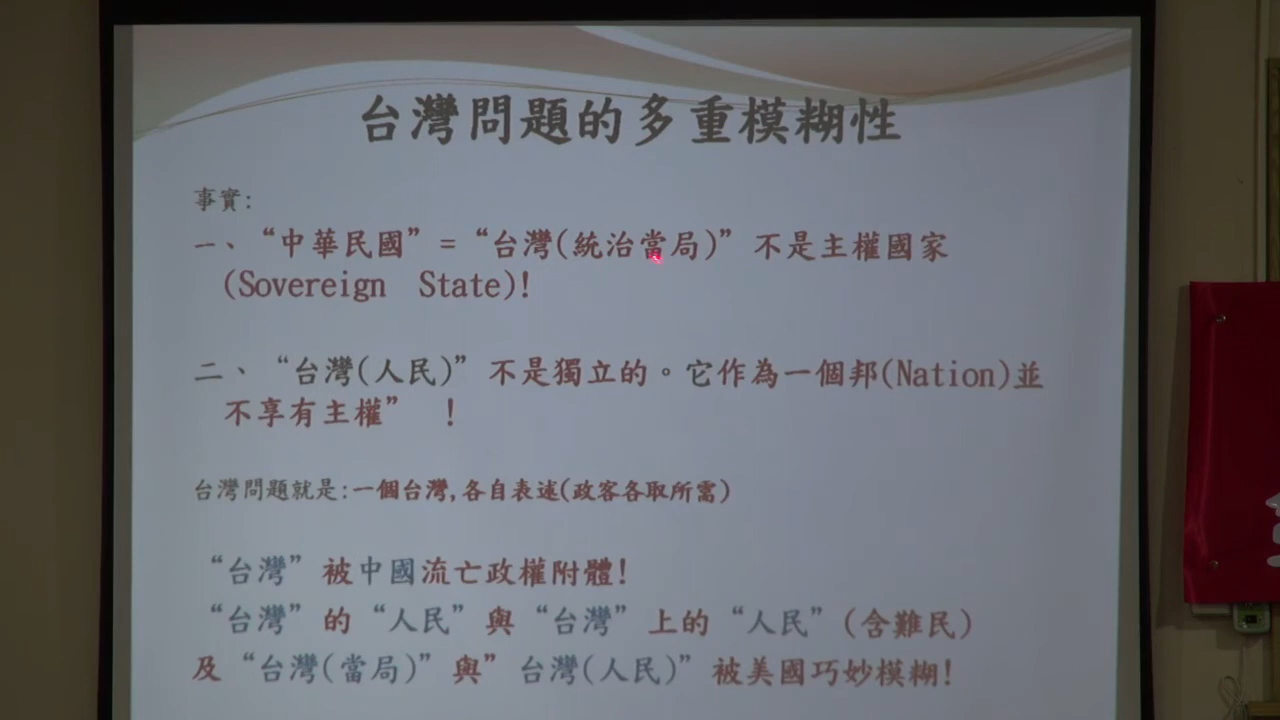 台灣問題的多重模糊性
事實:
一、“中華民國”=“台灣(統治當局)”不是主權國家
(Sovereign State)!
二、“台灣(人民)”不是獨立的。它作為一個邦(Nation)並
不享有主權” !
台灣問題就是:一個台灣,各自表述(政客各取所需)
“台灣”被中國流亡政權附體!
“台灣”的“人民”與“台灣”上的“人民”(含難民)
及“台灣(當局)”與”台灣(人民)”被美國巧妙模糊!